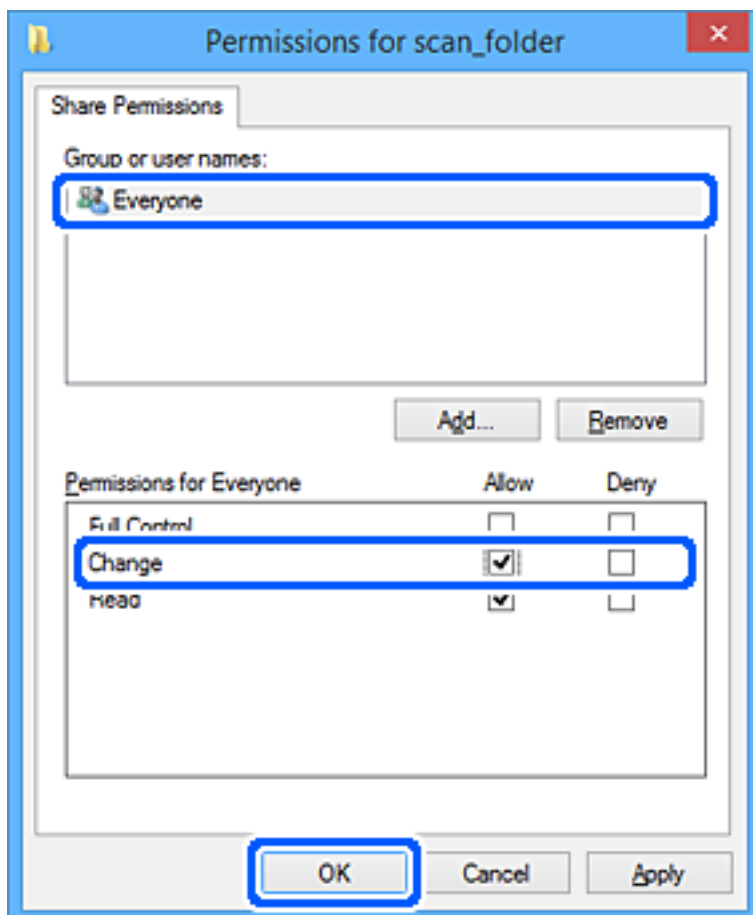 Permissions for scan_folder
Share Permissions
Group or user names:
Everyone
Add... Remove
Permissions for Everyone Allow Deny
Full Control
Change
Read
OK Cancel Apply